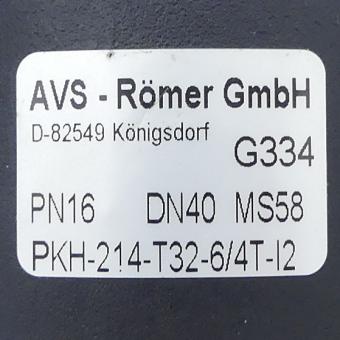 AVS - Römer GmbH
D-82549 Königsdorf
G334
PN16 DN40 MS58
PKH-214-T32-6/4T-I2